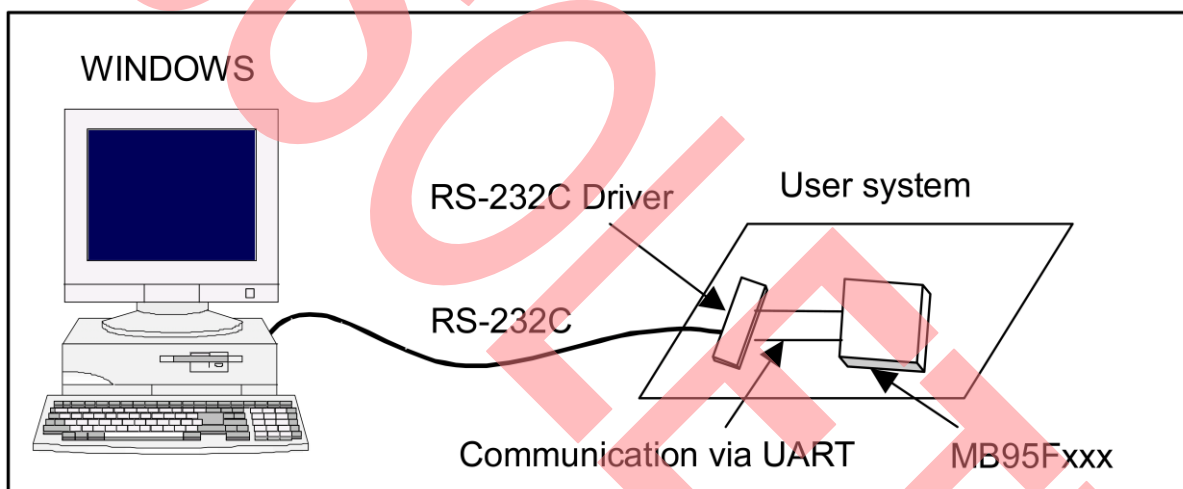 WINDOWS
User system
RS-232C Driver
RS-232C
Communication via UART
MB95Fxxx